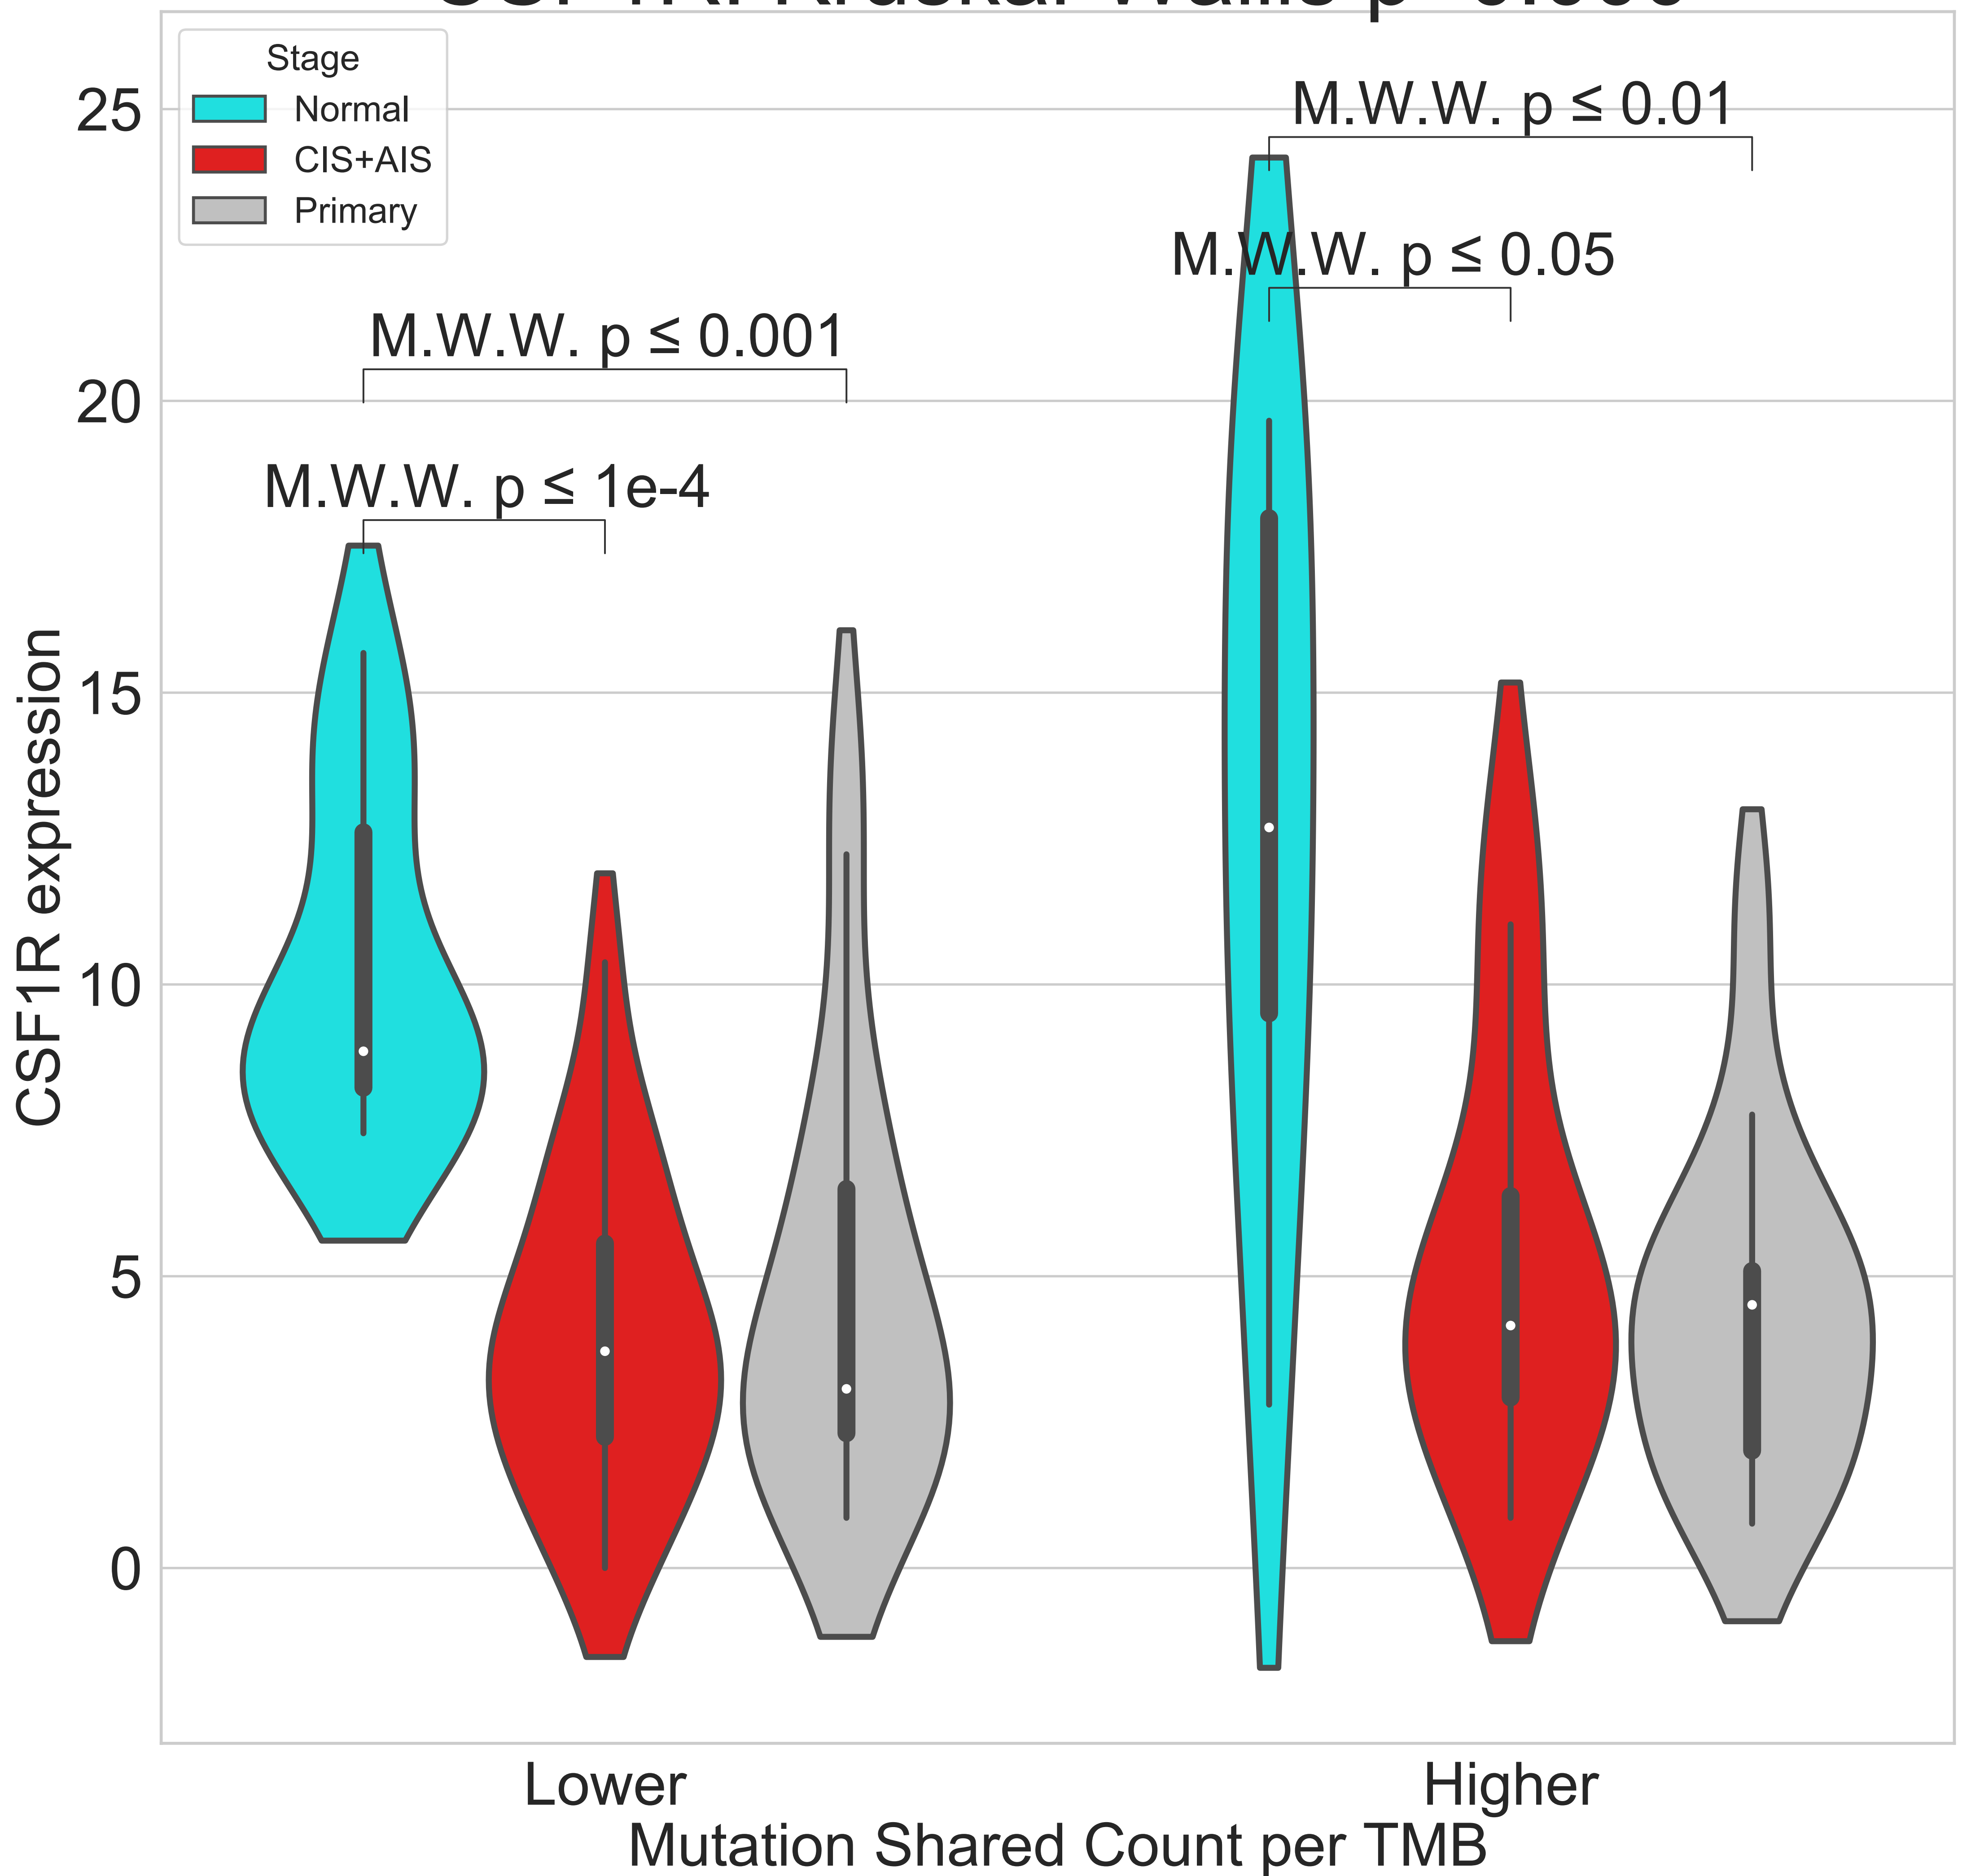 Stage
Normal
CIS+AIS
Primary
25
20
15
10
5
0
CSF1R expression
M.W.W. p ≤ 0.01
M.W.W. p ≤ 0.05
M.W.W. p ≤ 0.001
M.W.W. p ≤ 1e-4
Lower
Higher
Mutation Shared Count per TMB